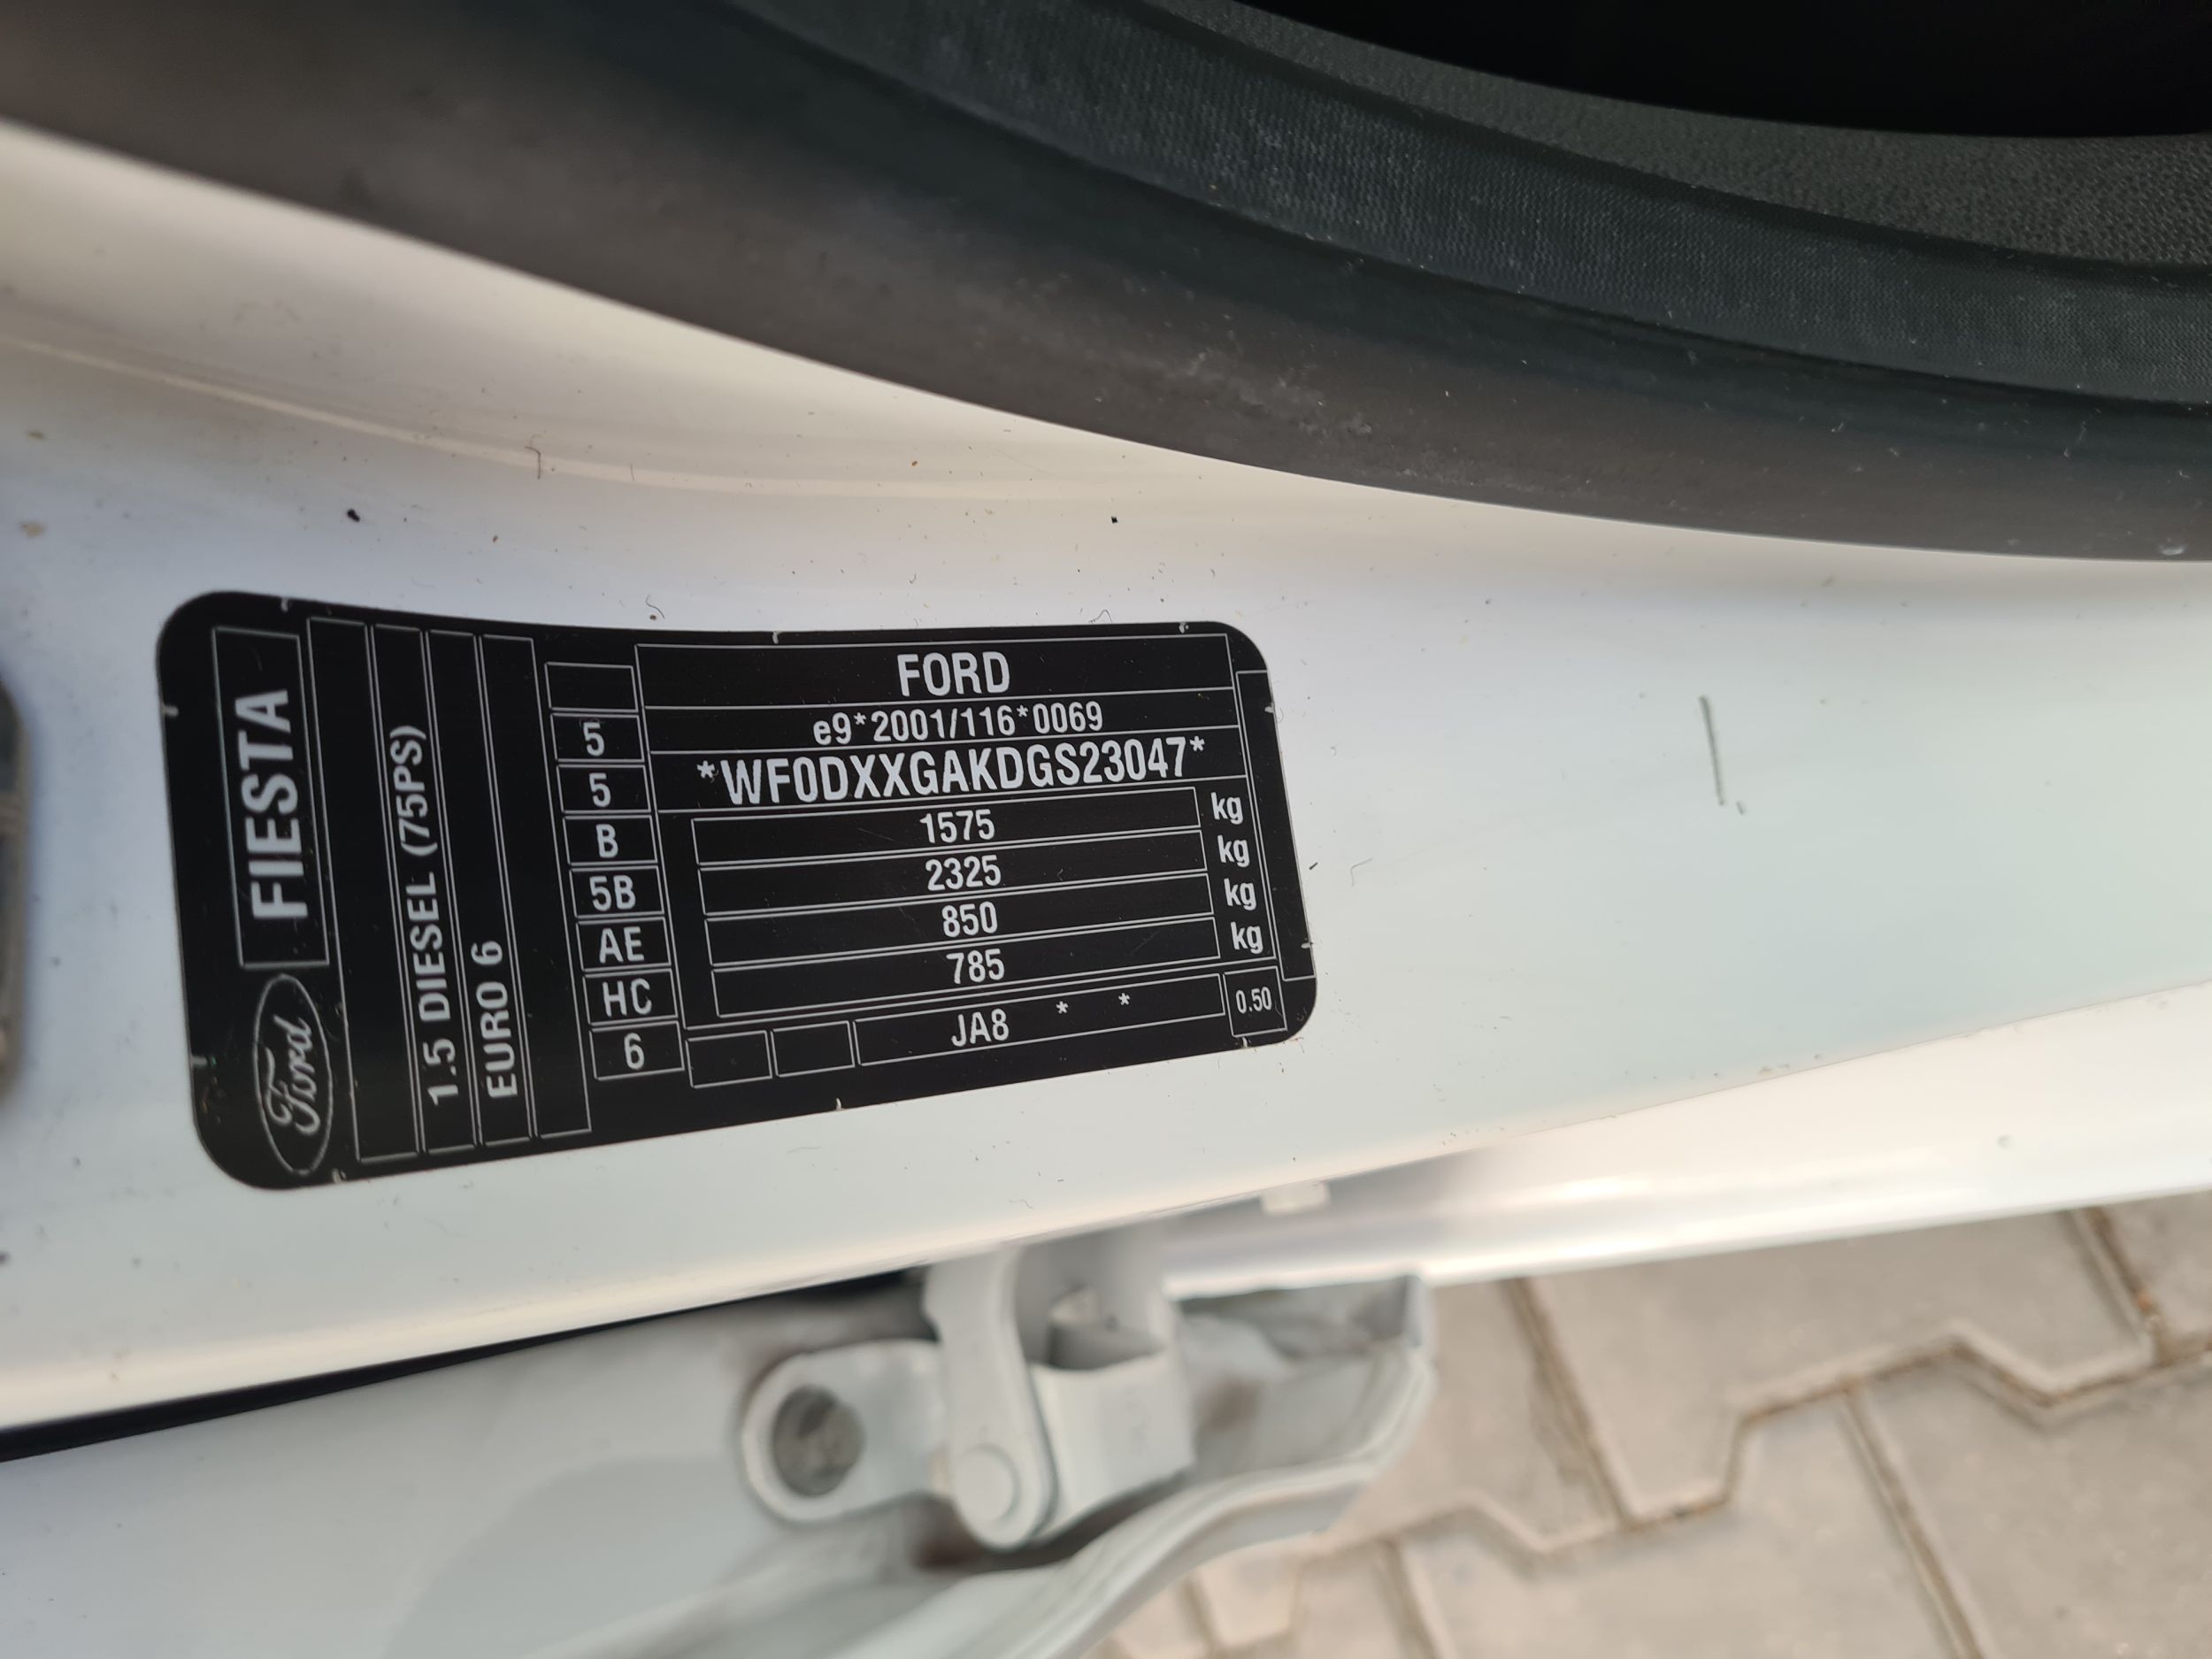 FORD
e9*2001/116*0069
*WF0DXXGAKDGS23047*
1575 kg
2325 kg
850 kg
785 kg
JA8 * * 0.50
5
5
B
5B
AE
HC
6
Ford FIESTA
1.5 DIESEL (75PS)
EURO 6